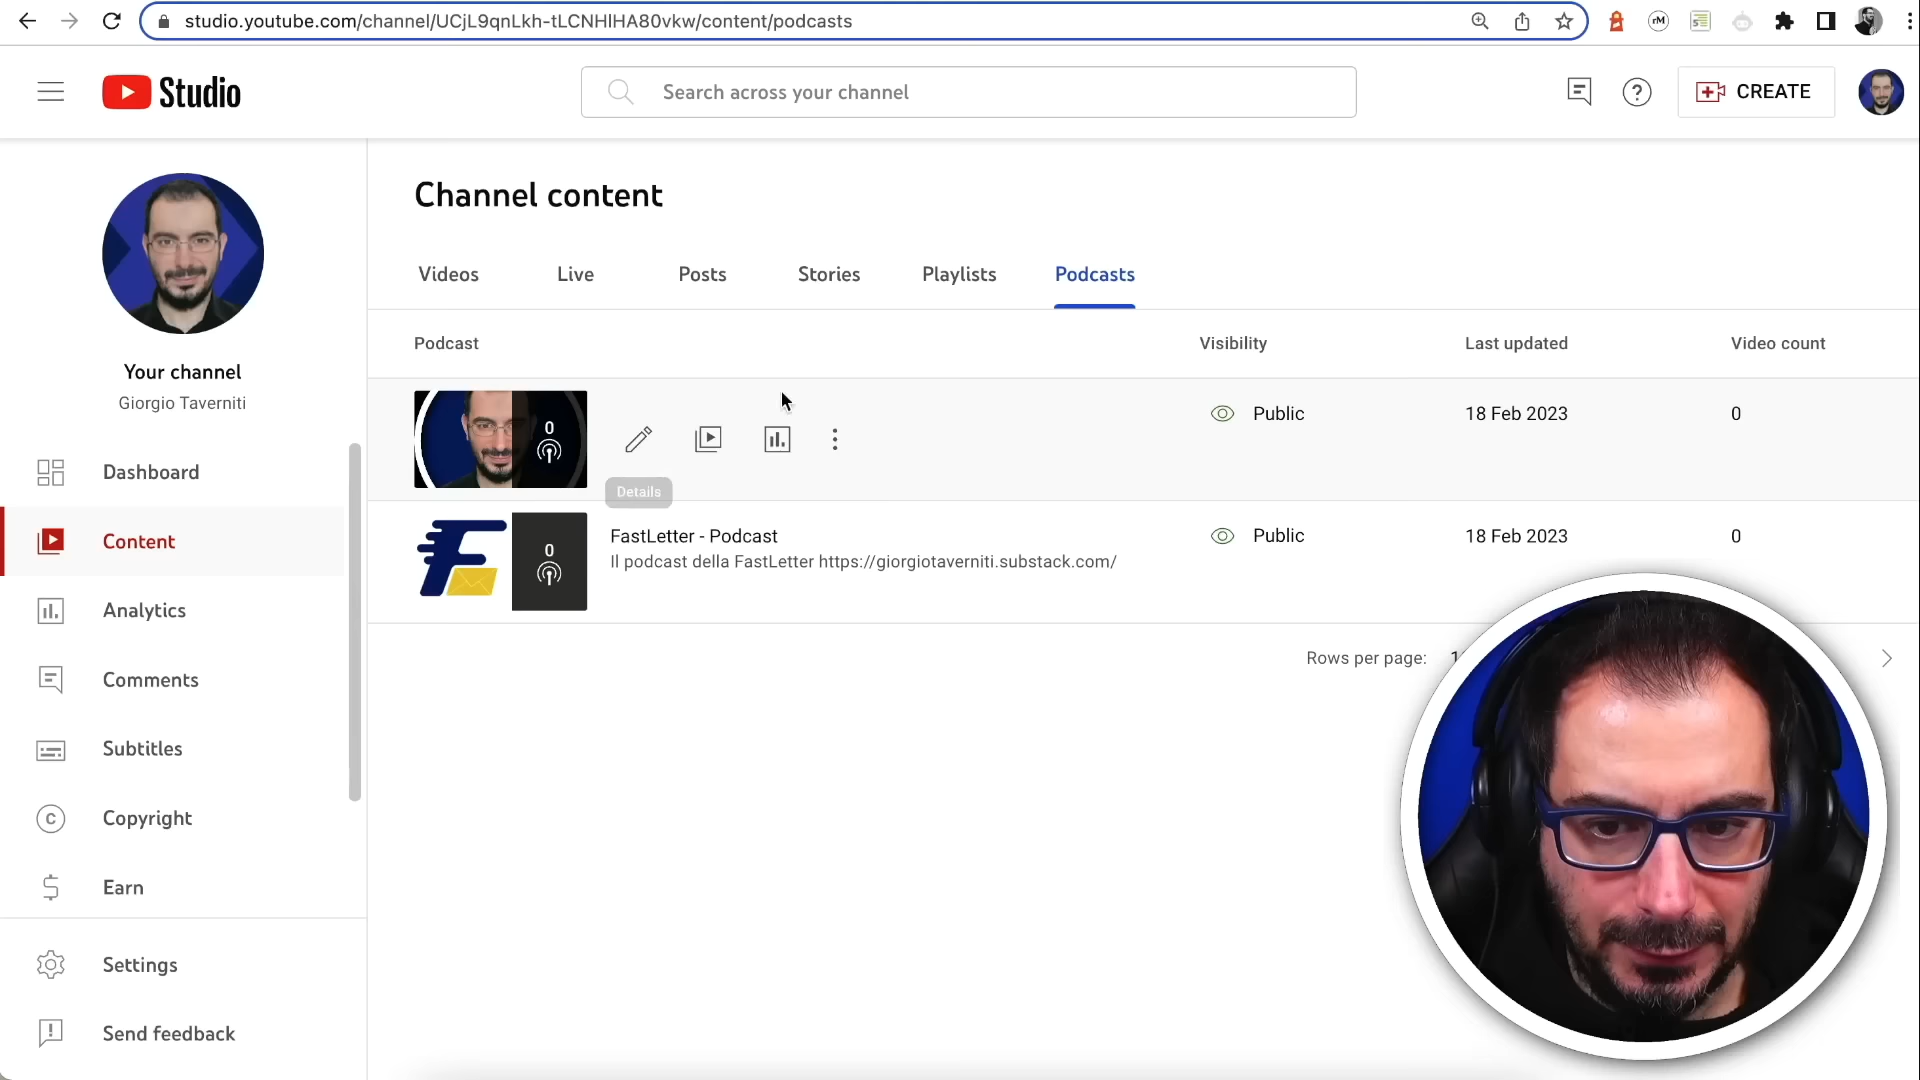 studio.youtube.com/channel/UCjL9qnLkh-tLCNHIHA80vkw/content/podcasts
Studio
Search across your channel
CREATE
Your channel
Giorgio Taverniti
Dashboard
Content
Analytics
Comments
Subtitles
Copyright
Earn
Settings
Send feedback
Channel content
Videos Live Posts Stories Playlists Podcasts
Podcast Visibility Last updated Video count
0
Public 18 Feb 2023 0
Details
0
FastLetter - Podcast
Il podcast della FastLetter https://giorgiotaverniti.substack.com/
Public 18 Feb 2023 0
Rows per page: